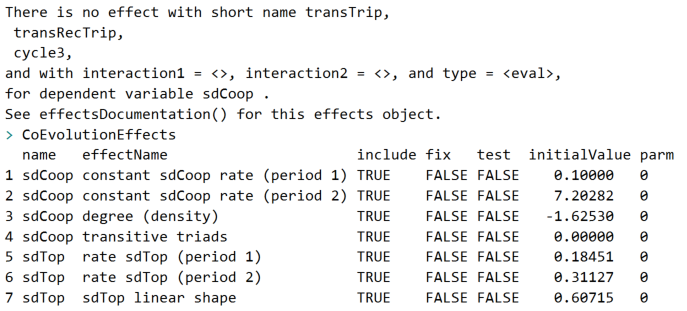 There is no effect with short name transTrip,
 transRecTrip,
 cycle3,
and with interaction1 = <>, interaction2 = <>, and type = <eval>,
for dependent variable sdCoop .
See effectsDocumentation() for this effects object.
> CoEvolutionEffects
  name   effectName                      include fix   test  initialValue parm
1 sdCoop constant sdCoop rate (period 1) TRUE    FALSE FALSE    0.10000   0
2 sdCoop constant sdCoop rate (period 2) TRUE    FALSE FALSE    7.20282   0
3 sdCoop degree (density)                TRUE    FALSE FALSE   -1.62530   0
4 sdCoop transitive triads               TRUE    FALSE FALSE    0.00000   0
5 sdTop  rate sdTop (period 1)           TRUE    FALSE FALSE    0.18451   0
6 sdTop  rate sdTop (period 2)           TRUE    FALSE FALSE    0.31127   0
7 sdTop  sdTop linear shape              TRUE    FALSE FALSE    0.60715   0